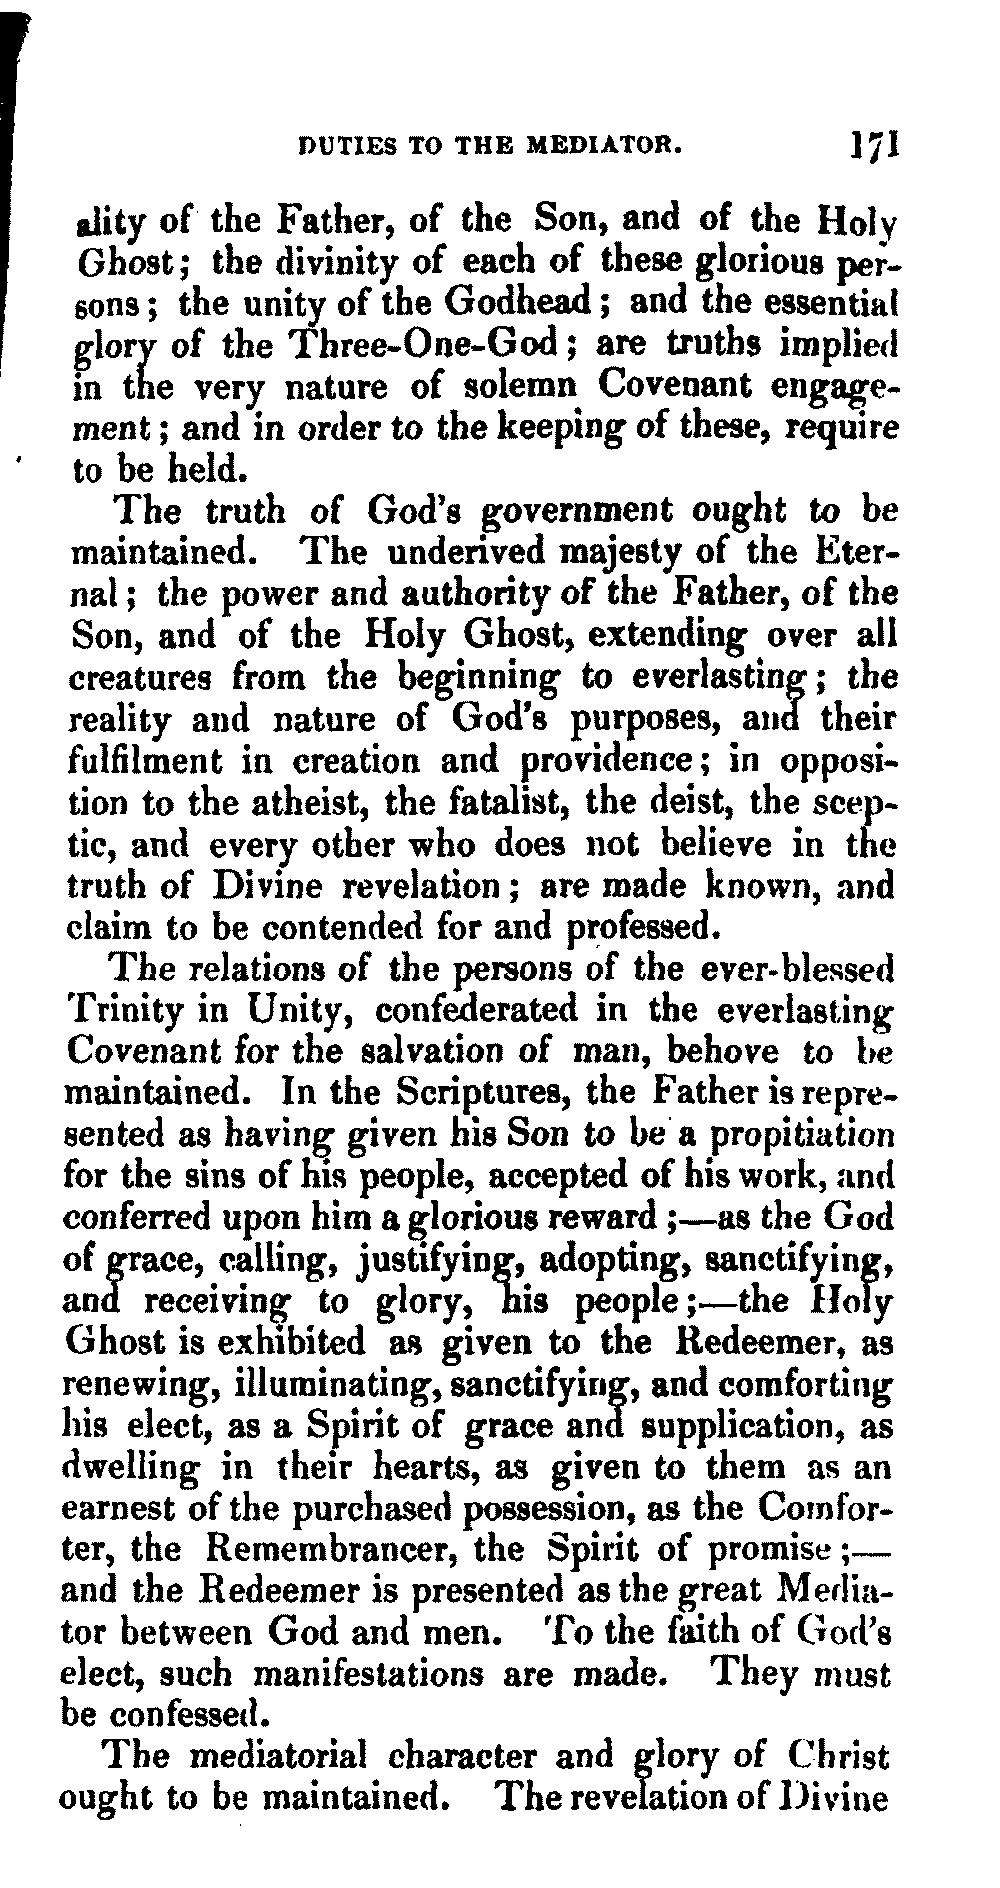 DUTIES TO THE MEDIATOR. 171
ality of the Father, of the Son, and of the Holy
Ghost; the divinity of each of these glorious per-
sons; the unity of the Godhead; and the essential
glory of the Three-One-God; are truths implied
in the very nature of solemn Covenant engage-
ment; and in order to the keeping of these, require
to be held.
The truth of God's government ought to be
maintained. The underived majesty of the Eter-
nal; the power and authority of the Father, of the
Son, and of the Holy Ghost, extending over all
creatures from the beginning to everlasting; the
reality and nature of God's purposes, and their
fulfilment in creation and providence; in opposi-
tion to the atheist, the fatalist, the deist, the scep-
tic, and every other who does not believe in the
truth of Divine revelation; are made known, and
claim to be contended for and professed.
The relations of the persons of the ever-blessed
Trinity in Unity, confederated in the everlasting
Covenant for the salvation of man, behove to be
maintained. In the Scriptures, the Father is repre-
sented as having given his Son to be a propitiation
for the sins of his people, accepted of his work, and
conferred upon him a glorious reward;—as the God
of grace, calling, justifying, adopting, sanctifying,
and receiving to glory, his people;—the Holy
Ghost is exhibited as given to the Redeemer, as
renewing, illuminating, sanctifying, and comforting
his elect, as a Spirit of grace and supplication, as
dwelling in their hearts, as given to them as an
earnest of the purchased possession, as the Comfor-
ter, the Remembrancer, the Spirit of promise;—
and the Redeemer is presented as the great Media-
tor between God and men. To the faith of God's
elect, such manifestations are made. They must
be confessed.
The mediatorial character and glory of Christ
ought to be maintained. The revelation of Divine